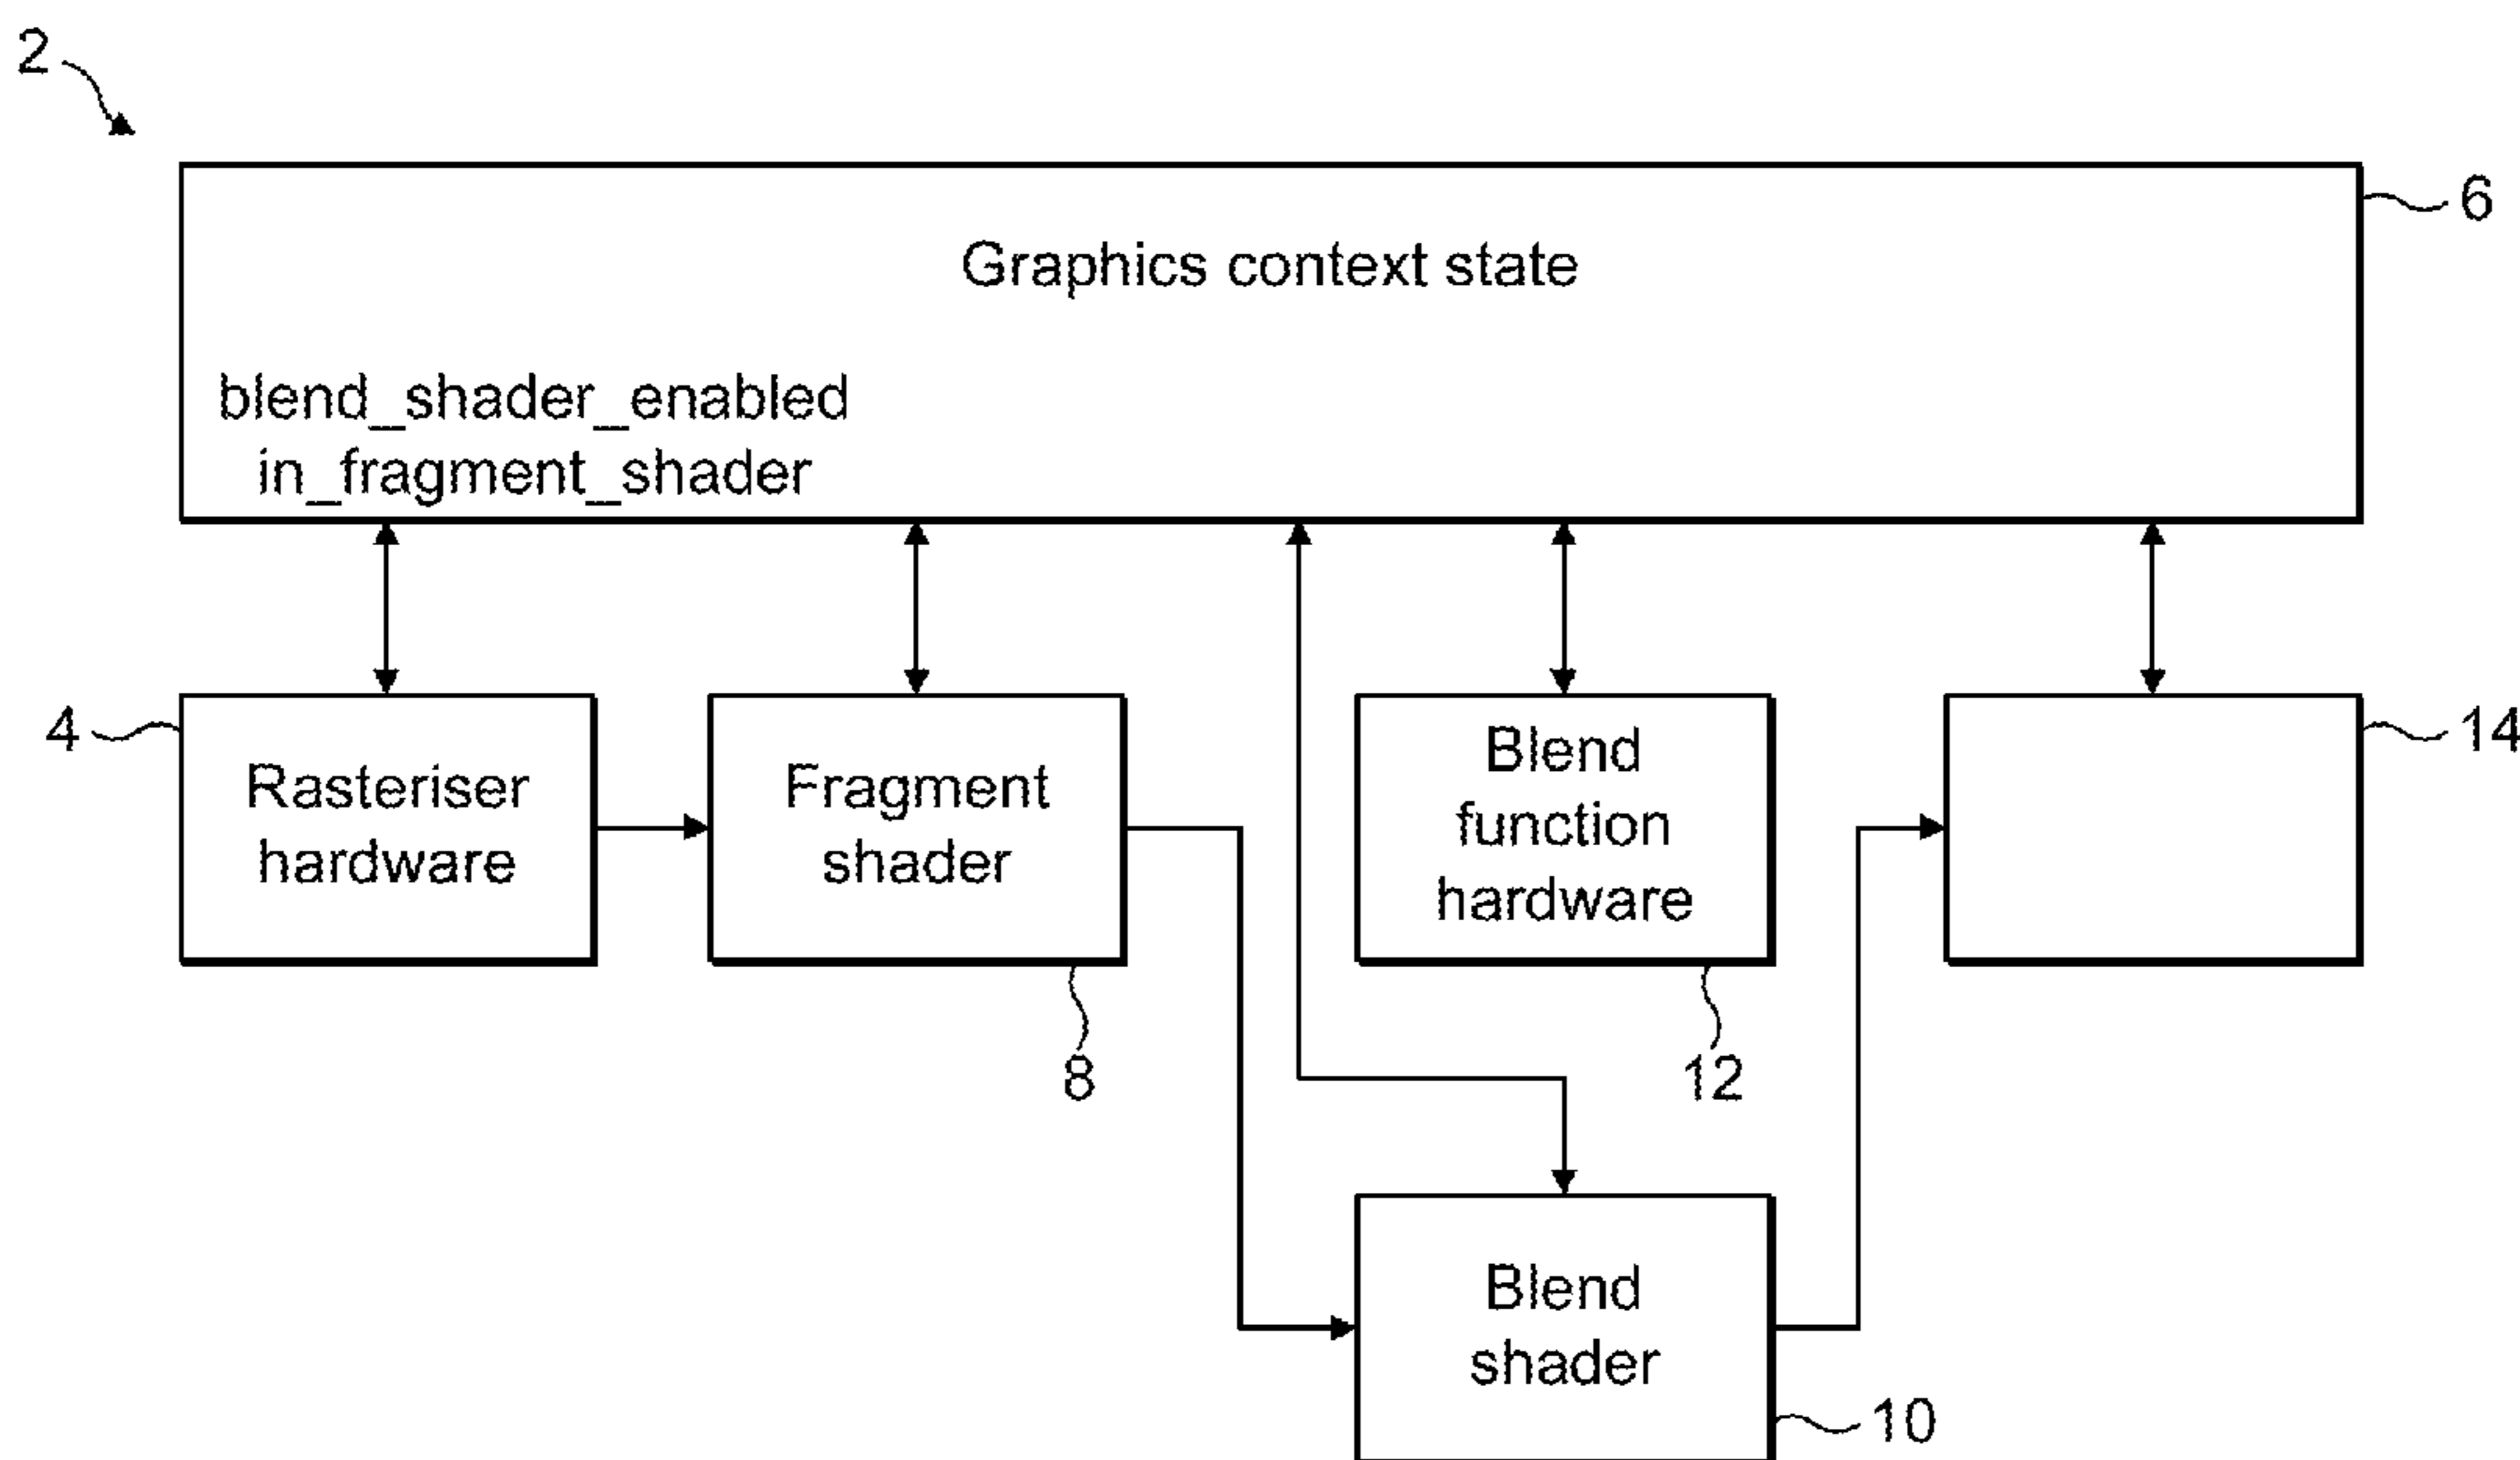 2
6
Graphics context state
blend_shader_enabled
in_fragment_shader
4
Rasteriser
hardware
Fragment
shader
8
Blend
function
hardware
12
14
Blend
shader
10